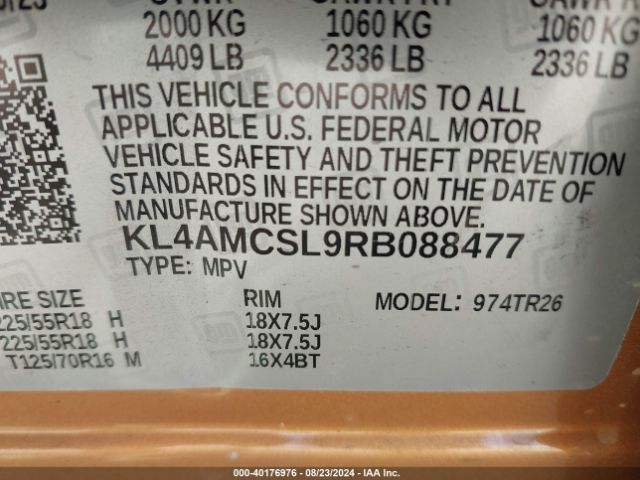 2000 KG 1060 KG 1060 KG
4409 LB 2336 LB 2336 LB
THIS VEHICLE CONFORMS TO ALL
APPLICABLE U.S. FEDERAL MOTOR
VEHICLE SAFETY AND THEFT PREVENTION
STANDARDS IN EFFECT ON THE DATE OF
MANUFACTURE SHOWN ABOVE.
KL4AMCSL9RB088477
TYPE: MPV
IRE SIZE RIM MODEL: 974TR26
225/55R18 H 18X7.5J
225/55R18 H 18X7.5J
T125/70R16 M 16X4BT
000-40176976 - 08/23/2024 - IAA Inc.